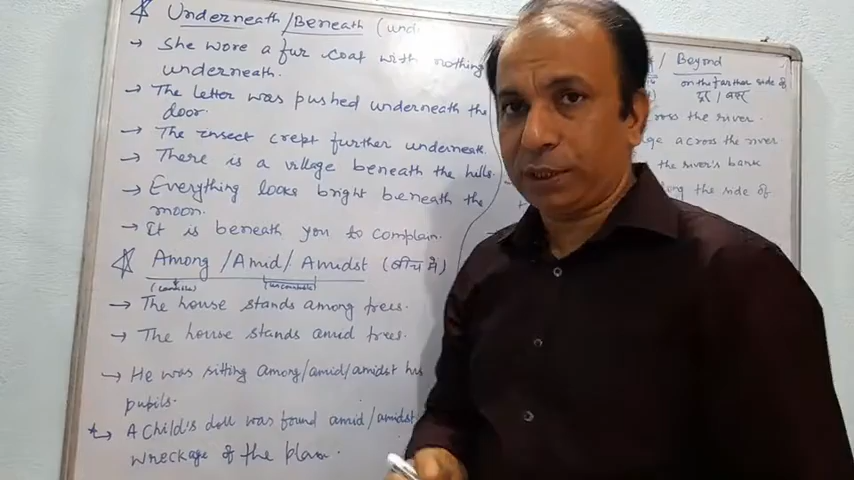 ☆ Underneath/Beneath (und
→ She wore a fur coat with nothing
underneath.
→ The letter was pushed underneath the
door.
→ The insect crept further underneath
→ There is a village beneath the hills.
→ Everything looks bright beneath the
moon.
→ It is beneath you to complain.
☆ Among/Amid/Amidst (बीच में)
(countable) (uncountable)
→ The house stands among trees.
→ The house stands amid trees.
→ He was sitting among/amid/amidst his
pupils.
→ A child's doll was found amid/amidst
wreckage of the plane.
Beyond
on the farther side of
the river.
across the river
the river's bank
the side of